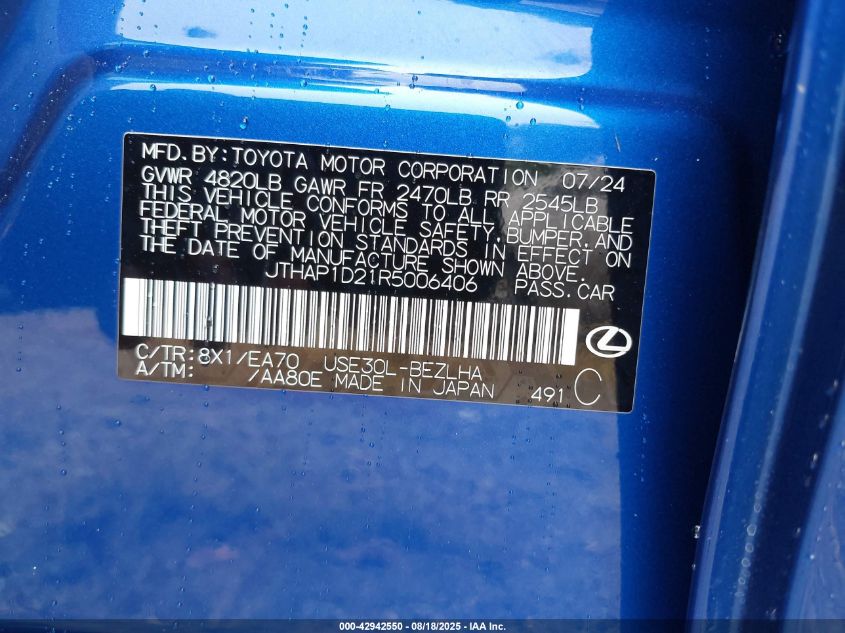 MFD.BY:TOYOTA MOTOR CORPORATION 07/24
GVWR 4820LB GAWR FR 2470LB RR 2545LB
THIS VEHICLE CONFORMS TO ALL APPLICABLE
FEDERAL MOTOR VEHICLE SAFETY,BUMPER,AND
THEFT PREVENTION STANDARDS IN EFFECT ON
THE DATE OF MANUFACTURE SHOWN ABOVE.
JTHAP1D21R5006406 PASS.CAR
C/TR:8X1/EA70 USE30L-BEZLHA
A/TM: /AA80E MADE IN JAPAN 491 C
000-42942550 - 08/18/2025 - IAA Inc.